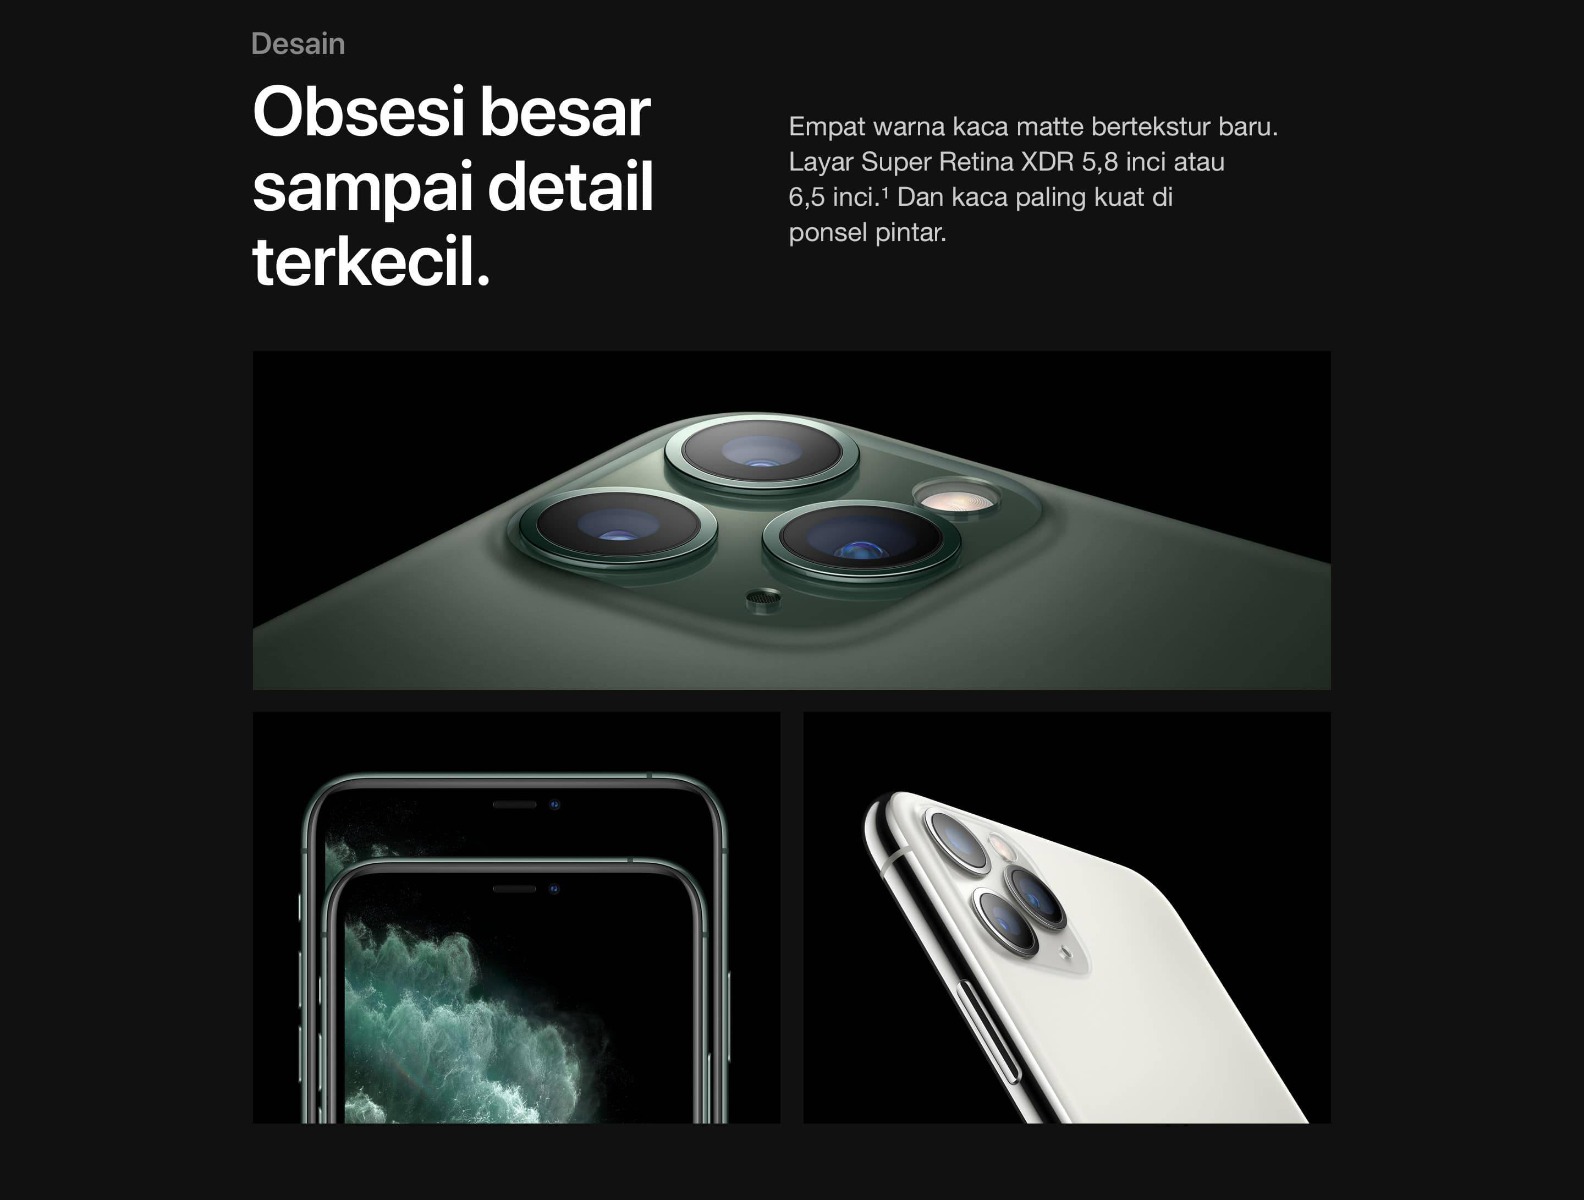 Desain
Obsesi besar
sampai detail
terkecil.
Empat warna kaca matte bertekstur baru.
Layar Super Retina XDR 5,8 inci atau
6,5 inci.¹ Dan kaca paling kuat di
ponsel pintar.